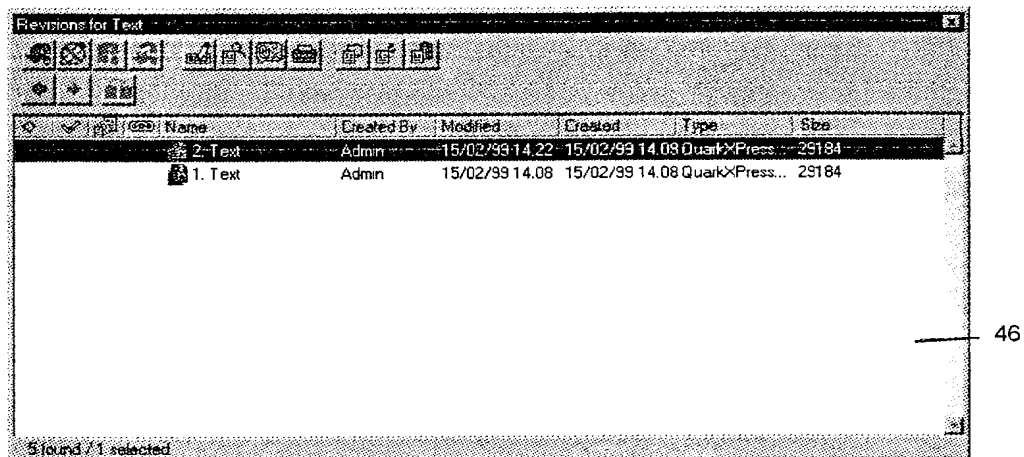 Revisions for Text
Name Created By Modified Created Type Size
2. Text Admin 15/02/99 14.22 15/02/99 14.08 QuarkXPress... 29184
1. Text Admin 15/02/99 14.08 15/02/99 14.08 QuarkXPress... 29184
46
5 found / 1 selected